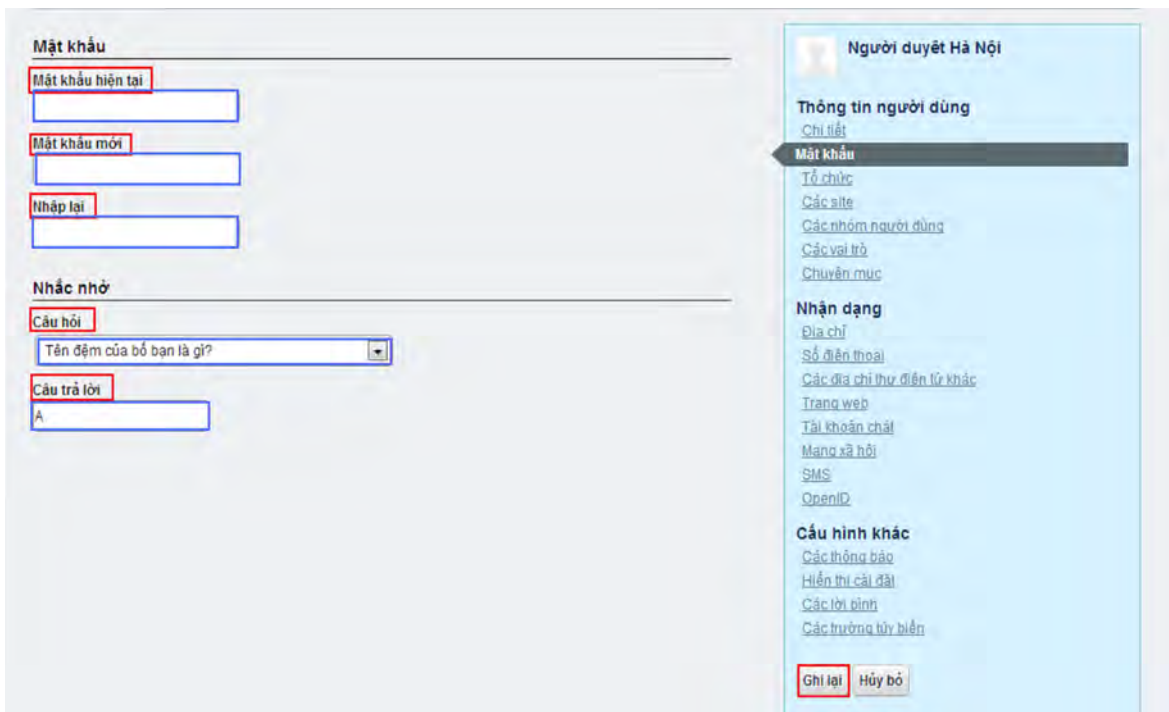 Mật khẩu
Mật khẩu hiện tại
Mật khẩu mới
Nhập lại
Nhắc nhở
Câu hỏi
Tên đệm của bố bạn là gì?
Câu trả lời
A
Người duyệt Hà Nội
Thông tin người dùng
Chi tiết
Mật khẩu
Tổ chức
Các site
Các nhóm người dùng
Các vai trò
Chuyên mục
Nhận dạng
Địa chỉ
Số điện thoại
Các địa chỉ thư điện tử khác
Trang web
Tài khoản chát
Mạng xã hội
SMS
OpenID
Cấu hình khác
Các thông báo
Hiển thị cài đặt
Các lời bình
Các trường tùy biến
Ghi lại Hủy bỏ